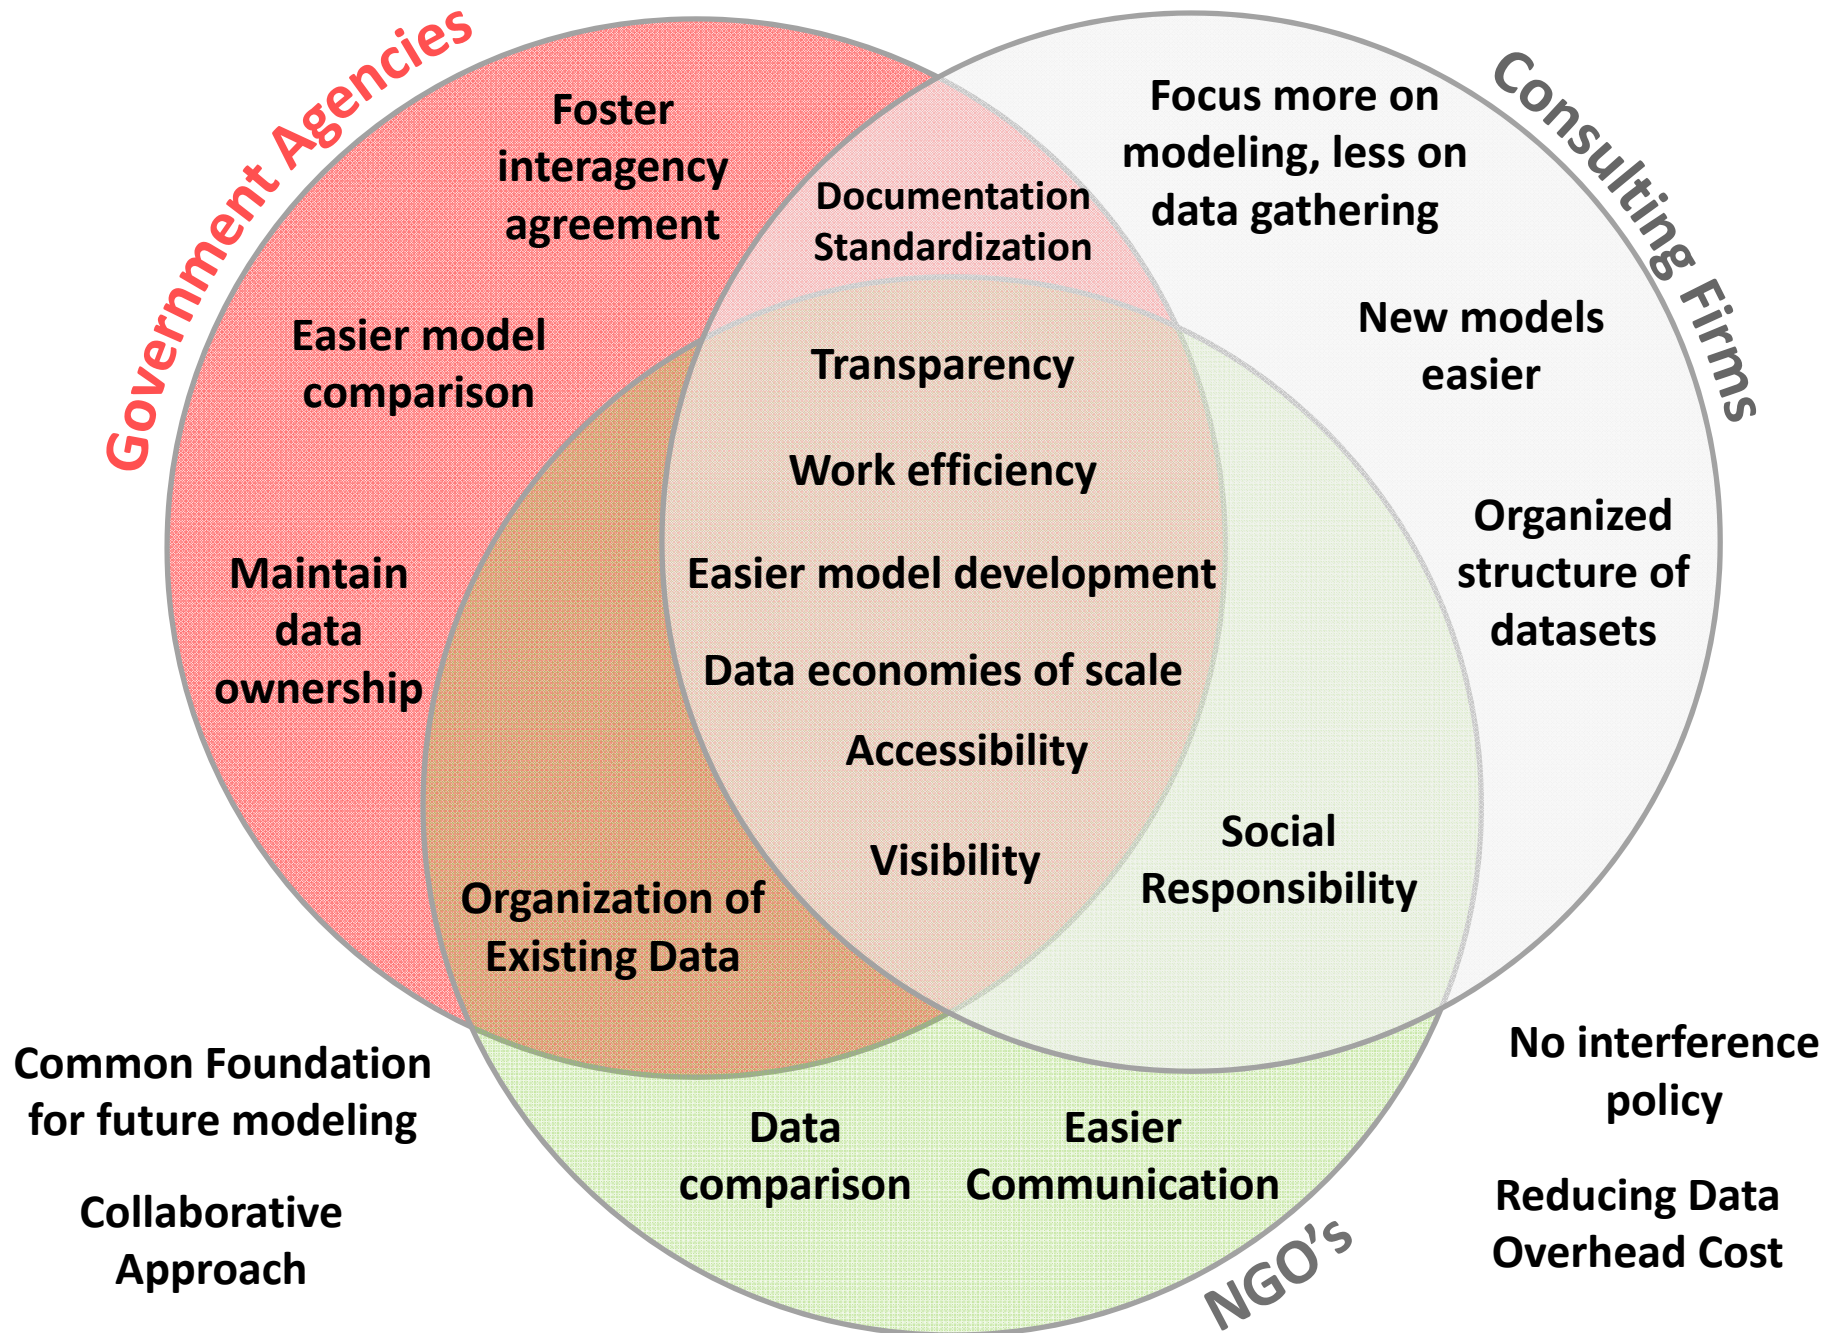 Government Agencies
Consulting Firms
NGO's
Foster
interagency
agreement
Easier model
comparison
Maintain
data
ownership
Documentation
Standardization
Focus more on
modeling, less on
data gathering
New models
easier
Organized
structure of
datasets
Transparency
Work efficiency
Easier model development
Data economies of scale
Accessibility
Visibility
Organization of
Existing Data
Social
Responsibility
Data
comparison
Easier
Communication
Common Foundation
for future modeling
Collaborative
Approach
No interference
policy
Reducing Data
Overhead Cost